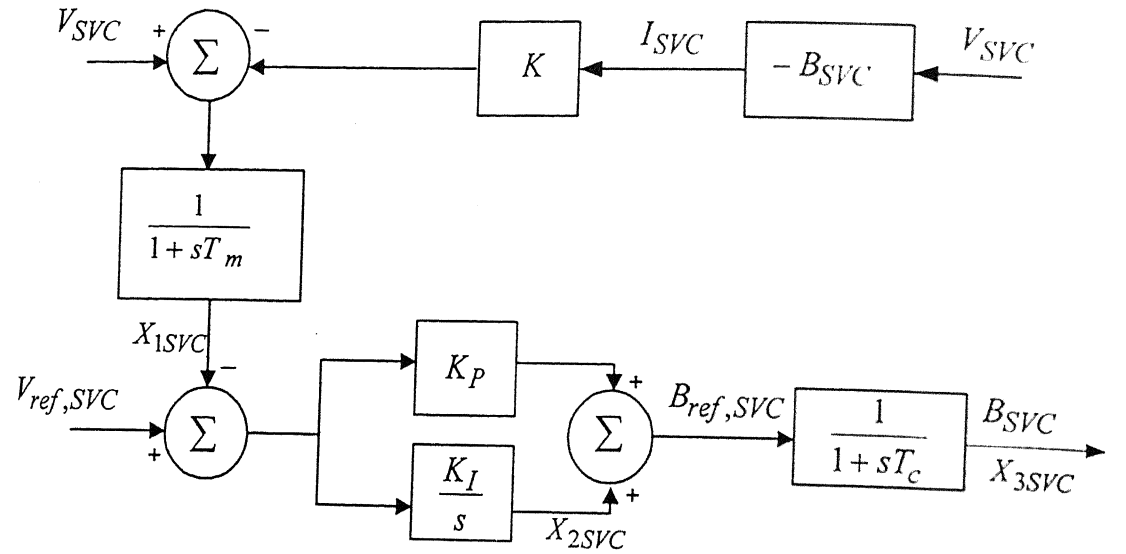 V_SVC + Σ − K I_SVC − B_SVC V_SVC
1 / 1 + sT_m
X_1SVC −
V_ref,SVC + Σ
K_P
K_I / s
X_2SVC
+ Σ +
B_ref,SVC
1 / 1 + sT_c
B_SVC
X_3SVC